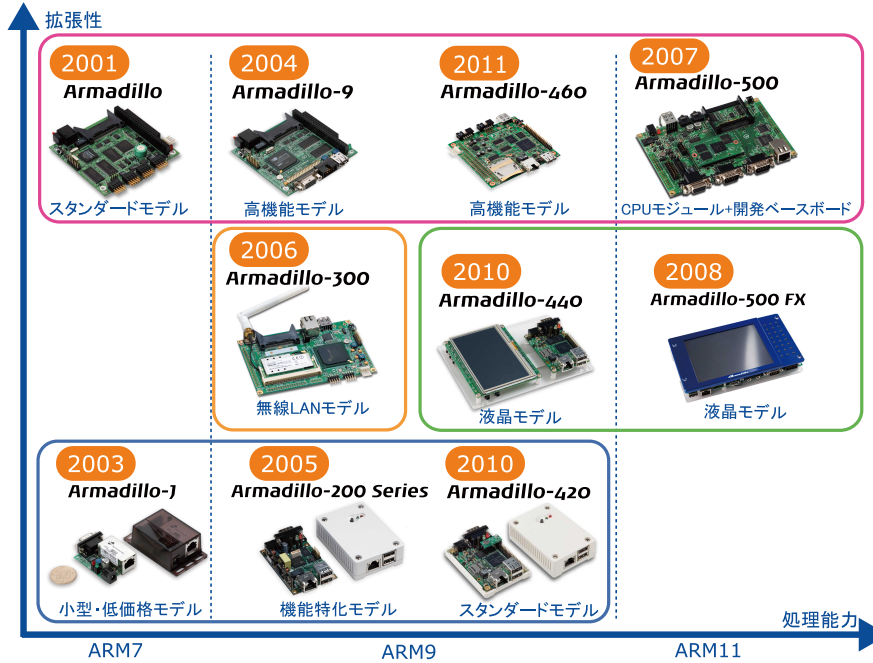 拡張性
2001
Armadillo
スタンダードモデル
2004
Armadillo-9
高機能モデル
2011
Armadillo-460
高機能モデル
2007
Armadillo-500
CPUモジュール+開発ベースボード
2006
Armadillo-300
無線LANモデル
2010
Armadillo-440
液晶モデル
2008
Armadillo-500 FX
液晶モデル
2003
Armadillo-J
小型・低価格モデル
2005
Armadillo-200 Series
機能特化モデル
2010
Armadillo-420
スタンダードモデル
処理能力
ARM7
ARM9
ARM11